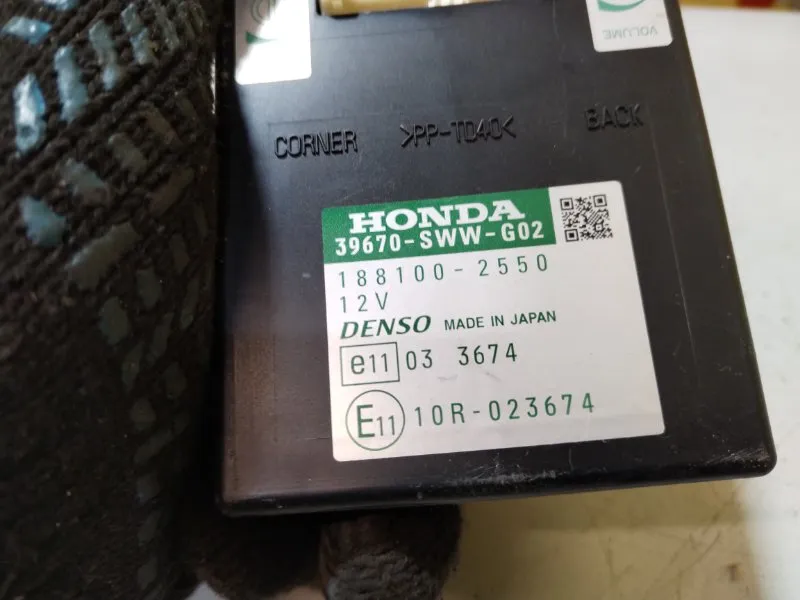 VOLUME
CORNER >PP-TD40< BACK
HONDA
39670-SWW-G02
188100-2550
12V
DENSO MADE IN JAPAN
e11 03 3674
E11 10R-023674